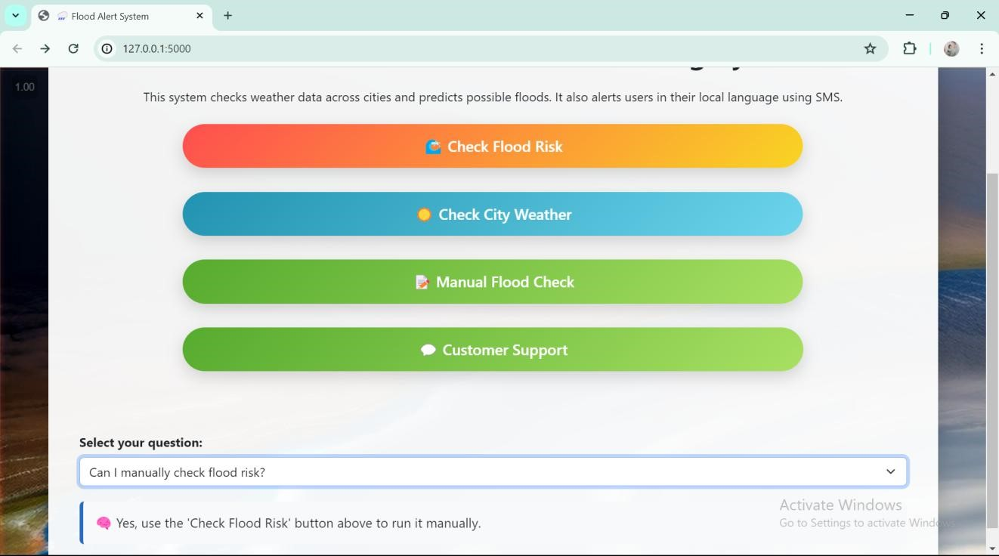 Flood Alert System
127.0.0.1:5000
1.00
This system checks weather data across cities and predicts possible floods. It also alerts users in their local language using SMS.
Check Flood Risk
Check City Weather
Manual Flood Check
Customer Support
Select your question:
Can I manually check flood risk?
Yes, use the 'Check Flood Risk' button above to run it manually.
Activate Windows
Go to Settings to activate Windows.